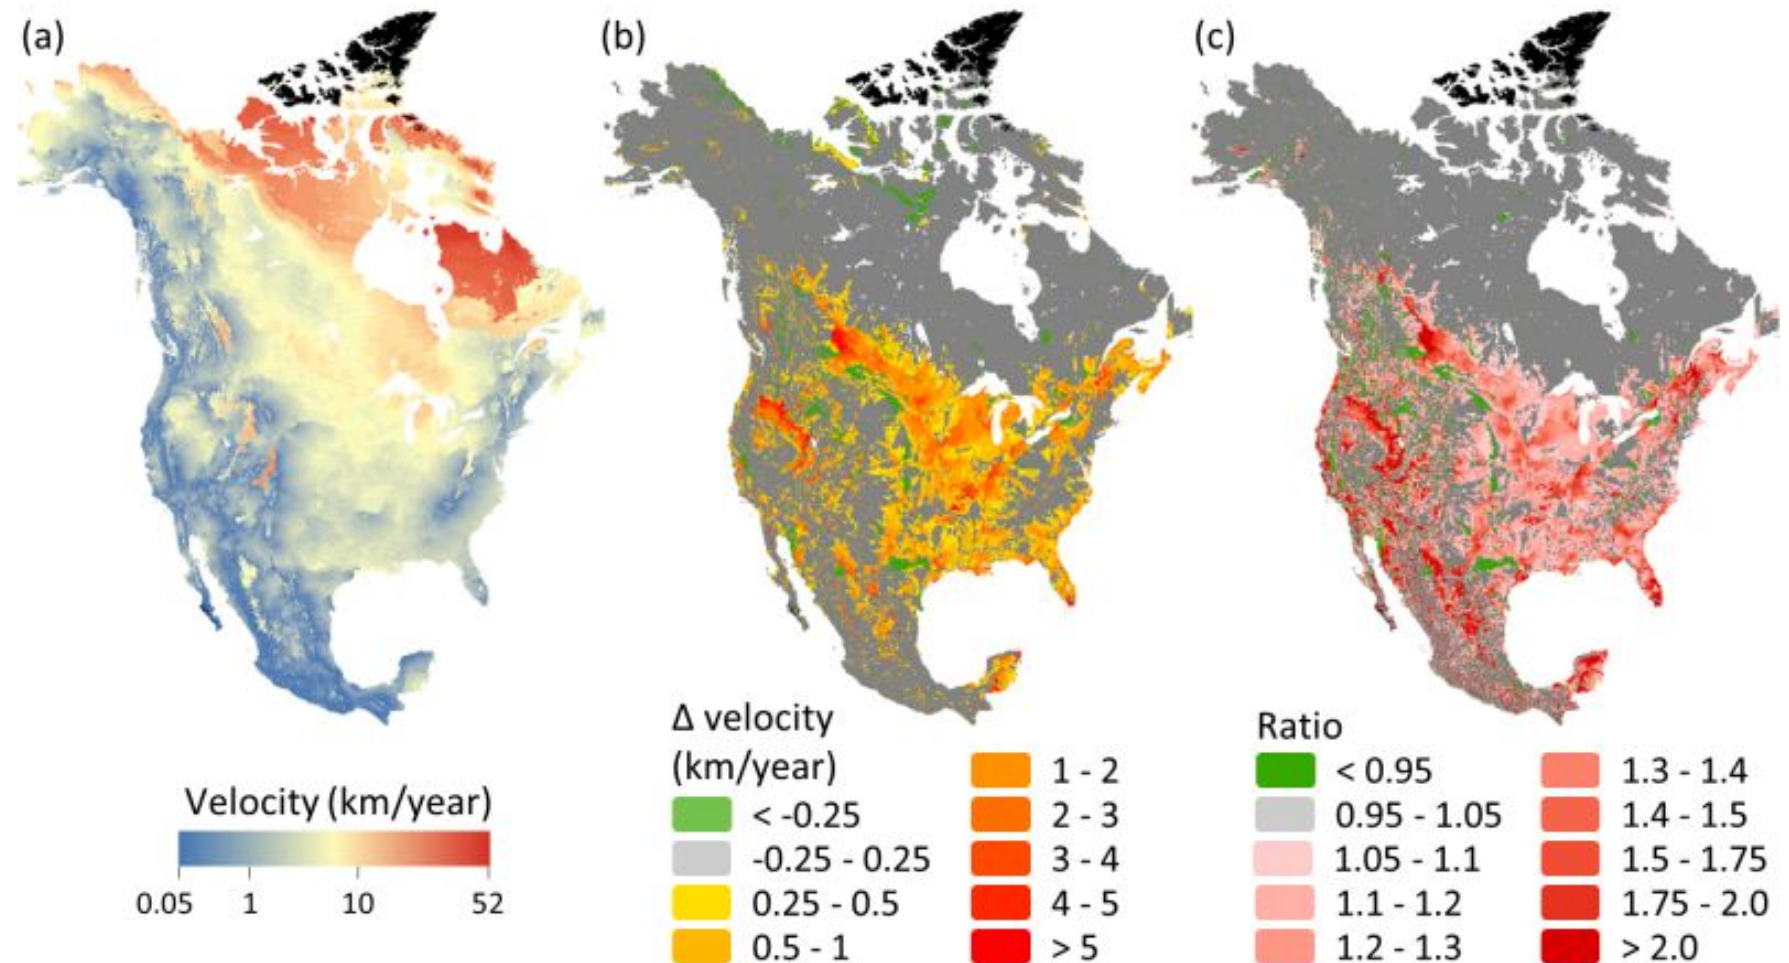 (a)
(b)
(c)
Velocity (km/year)
0.05 1 10 52
Δ velocity
(km/year)
< -0.25
-0.25 - 0.25
0.25 - 0.5
0.5 - 1
1 - 2
2 - 3
3 - 4
4 - 5
> 5
Ratio
< 0.95
0.95 - 1.05
1.05 - 1.1
1.1 - 1.2
1.2 - 1.3
1.3 - 1.4
1.4 - 1.5
1.5 - 1.75
1.75 - 2.0
> 2.0